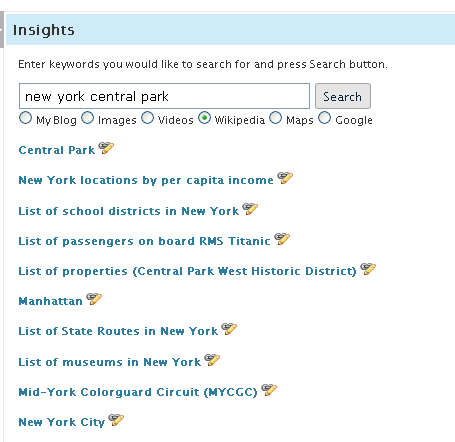 Insights
Enter keywords you would like to search for and press Search button.
new york central park Search
My Blog Images Videos Wikipedia Maps Google
Central Park
New York locations by per capita income
List of school districts in New York
List of passengers on board RMS Titanic
List of properties (Central Park West Historic District)
Manhattan
List of State Routes in New York
List of museums in New York
Mid-York Colorguard Circuit (MYCGC)
New York City